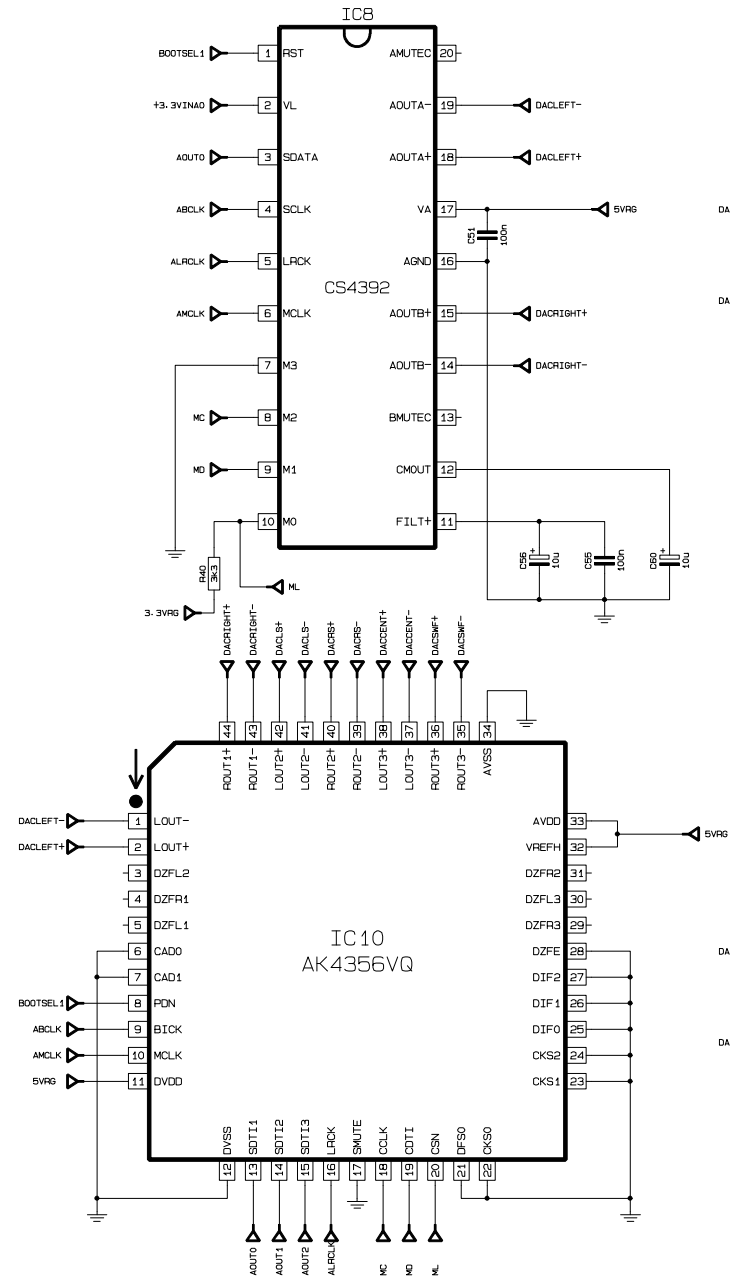 IC8
BOOTSEL1 1 RST AMUTEC 20
+3.3VINAO 2 VL AOUTA- 19 DACLEFT-
AOUT0 3 SDATA AOUTA+ 18 DACLEFT+
ABCLK 4 SCLK VA 17 5VRG DA
C51 100n
ALRCLK 5 LRCK AGND 16
CS4392
DA
AMCLK 6 MCLK AOUTB+ 15 DACRIGHT+
7 M3 AOUTB- 14 DACRIGHT-
MC 8 M2 BMUTEC 13
MD 9 M1 CMOUT 12
10 M0 FILT+ 11
R40 3k3
C56 + 10u
C55 100n
C60 + 10u
ML
3.3VRG
DACRIGHT+ DACRIGHT- DACLS+ DACLS- DACRS+ DACRS- DACCENT+ DACCENT- DACSWF+ DACSWF-
44 43 42 41 40 39 38 37 36 35 34
ROUT1+ ROUT1- LOUT2+ LOUT2- ROUT2+ ROUT2- LOUT3+ LOUT3- ROUT3+ ROUT3- AVSS
DACLEFT- 1 LOUT- AVDD 33
5VRG
DACLEFT+ 2 LOUT+ VREFH 32
3 DZFL2 DZFR2 31
4 DZFR1 DZFL3 30
5 DZFL1 DZFR3 29
IC10
AK4356VQ
6 CAD0 DZFE 28 DA
7 CAD1 DIF2 27
BOOTSEL1 8 PDN DIF1 26
ABCLK 9 BICK DIF0 25
DA
AMCLK 10 MCLK CKS2 24
5VRG 11 DVDD CKS1 23
DVSS SDTI1 SDTI2 SDTI3 LRCK SMUTE CCLK CDTI CSN DFS0 CKS0
12 13 14 15 16 17 18 19 20 21 22
AOUT0 AOUT1 AOUT2 ALRCLK MC MD ML